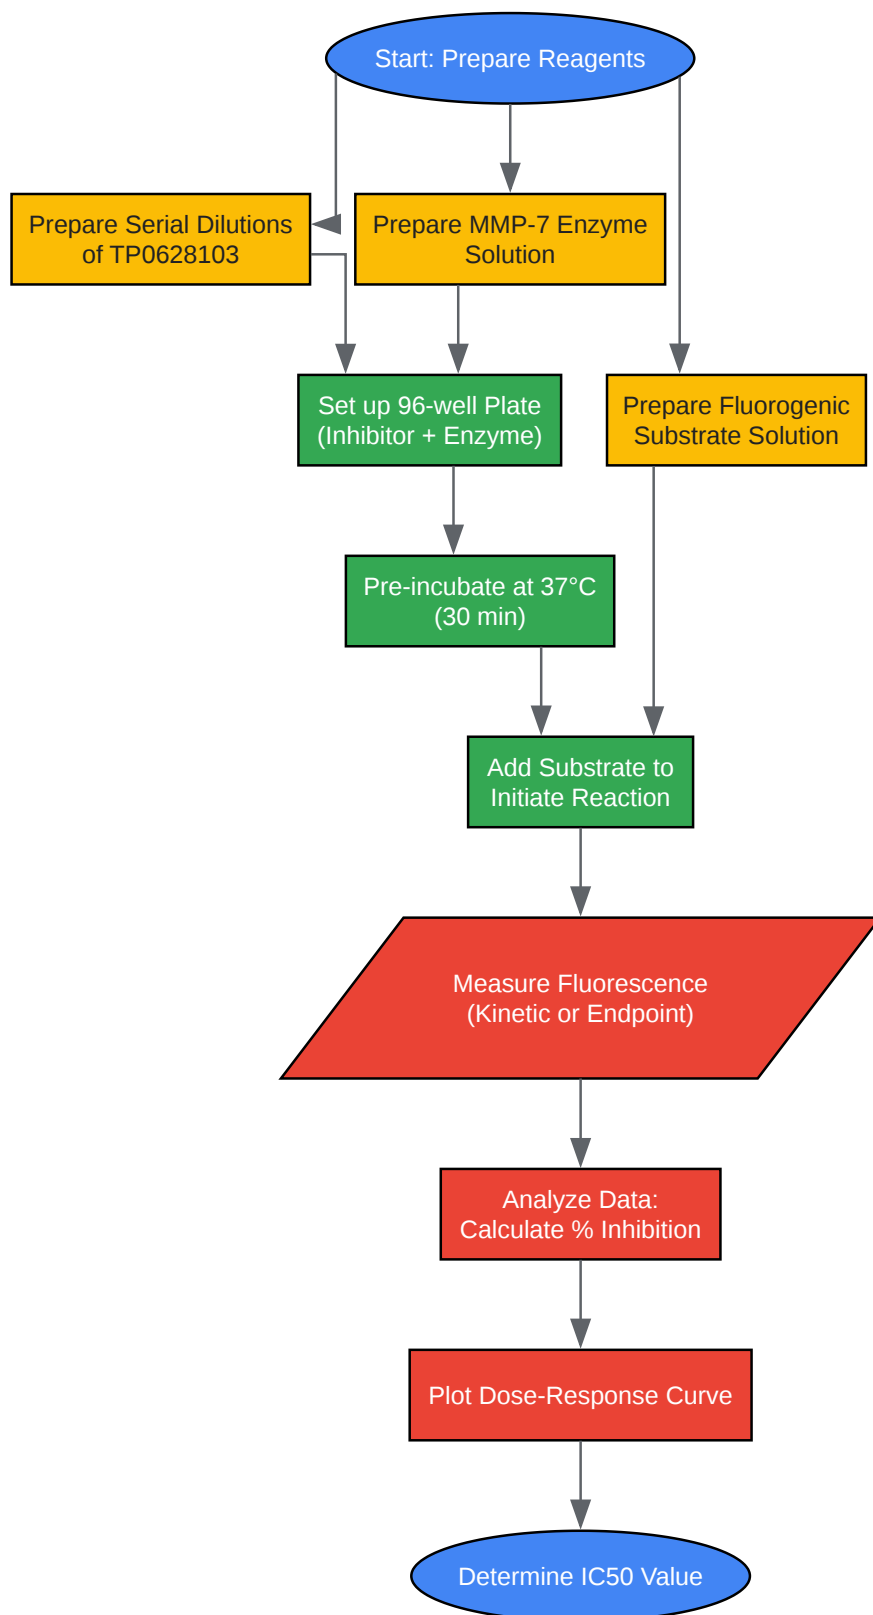 Start: Prepare Reagents
Prepare Serial Dilutions
of TP0628103
Prepare MMP-7 Enzyme
Solution
Set up 96-well Plate
(Inhibitor + Enzyme)
Prepare Fluorogenic
Substrate Solution
Pre-incubate at 37°C
(30 min)
Add Substrate to
Initiate Reaction
Measure Fluorescence
(Kinetic or Endpoint)
Analyze Data:
Calculate % Inhibition
Plot Dose-Response Curve
Determine IC50 Value